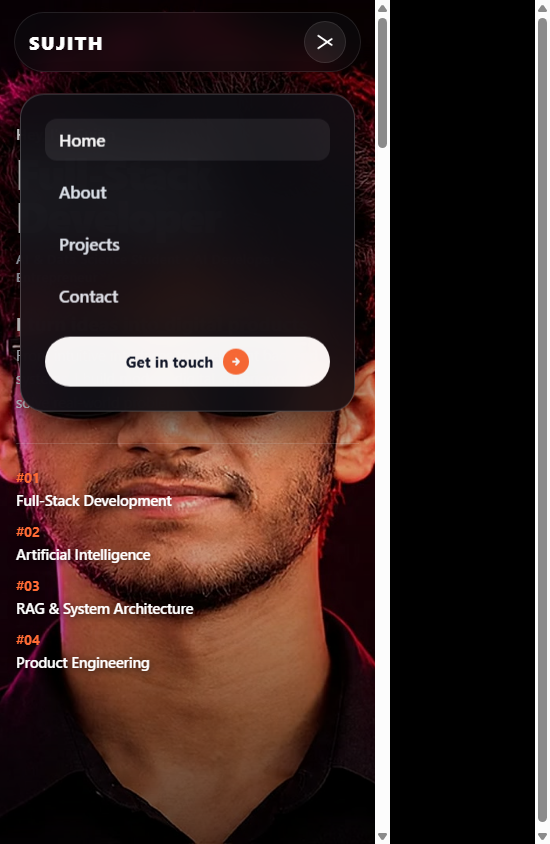 SUJITH
Home
About
Projects
Contact
Get in touch
#01
Full-Stack Development
#02
Artificial Intelligence
#03
RAG & System Architecture
#04
Product Engineering